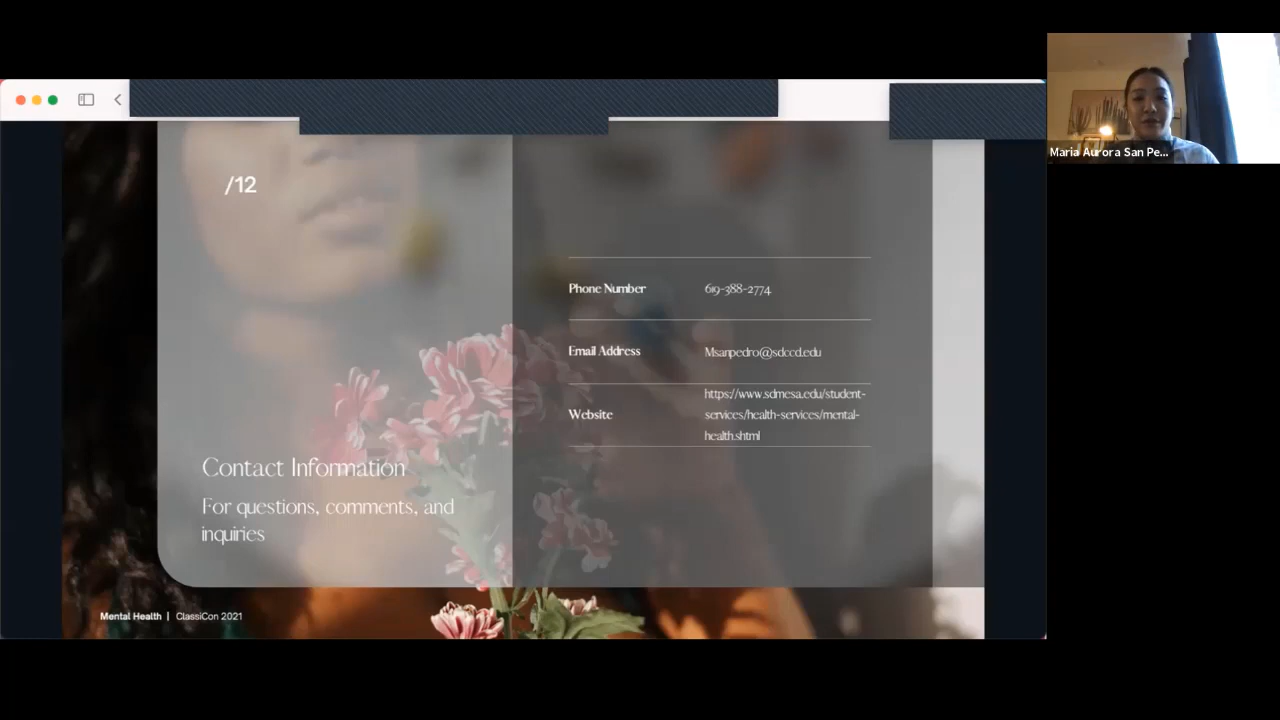 Maria Aurora San Pe...
/12
Phone Number 619-388-2774
Email Address Msanpedro@sdccd.edu
https://www.sdmesa.edu/student-
Website services/health-services/mental-
health.shtml
Contact Information
For questions, comments, and
inquiries
Mental Health | ClassiCon 2021